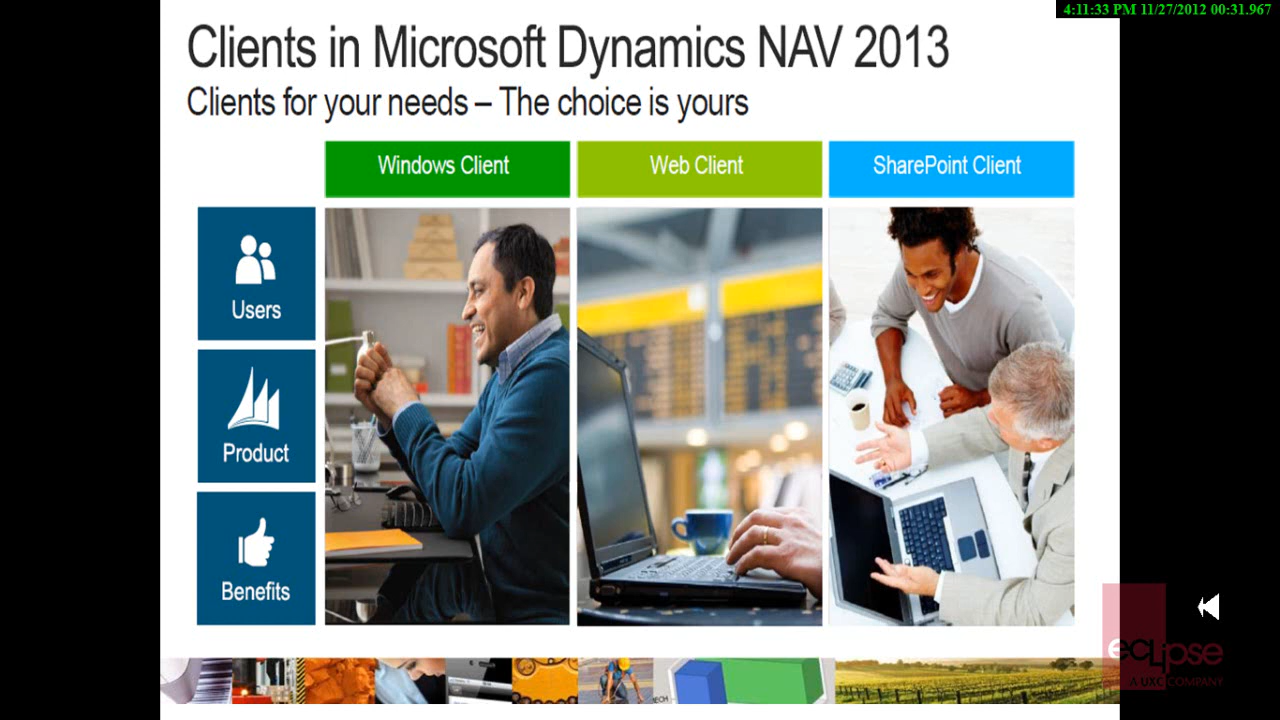 4:11:33 PM 11/27/2012 00:31.967
Clients in Microsoft Dynamics NAV 2013
Clients for your needs – The choice is yours
Windows Client
Web Client
SharePoint Client
Users
Product
Benefits
eCLipse
A UXC COMPANY